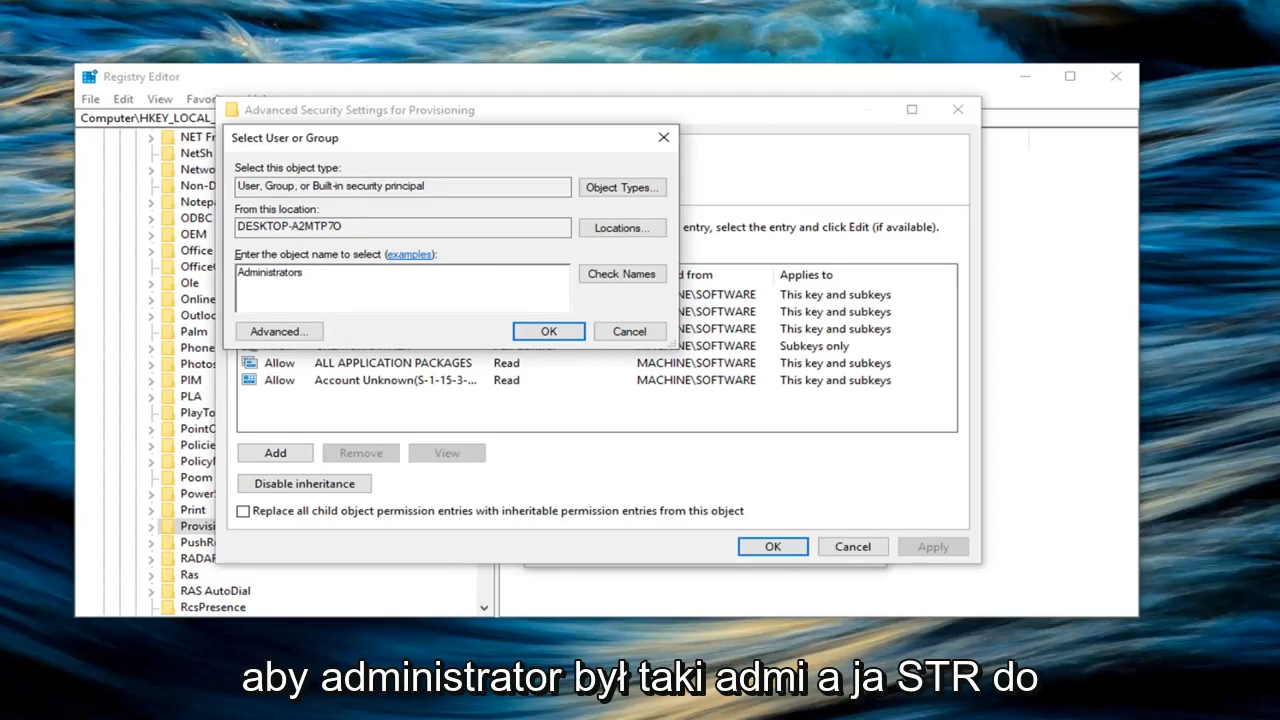 Registry Editor
File Edit View Favor
Computer\HKEY_LOCAL_
NET Fr
NetSh
Netwo
Non-D
Notep
ODBC
OEM
Office
OfficeC
Ole
Online
Outloo
Palm
Phone
Photos
PIM
PLA
PlayTo
PointC
Policie
PolicyM
Poom
PowerS
Print
Provisi
PushRo
RADAR
Ras
RAS AutoDial
RcsPresence
Advanced Security Settings for Provisioning
entry, select the entry and click Edit (if available).
d from Applies to
NE\SOFTWARE This key and subkeys
NE\SOFTWARE This key and subkeys
NE\SOFTWARE This key and subkeys
MACHINE\SOFTWARE Subkeys only
Allow ALL APPLICATION PACKAGES Read MACHINE\SOFTWARE This key and subkeys
Allow Account Unknown(S-1-15-3-... Read MACHINE\SOFTWARE This key and subkeys
Add Remove View
Disable inheritance
Replace all child object permission entries with inheritable permission entries from this object
OK Cancel Apply
Select User or Group
Select this object type:
User, Group, or Built-in security principal Object Types...
From this location:
DESKTOP-A2MTP7O Locations...
Enter the object name to select (examples):
Administrators Check Names
Advanced... OK Cancel
aby administrator był taki admi a ja STR do